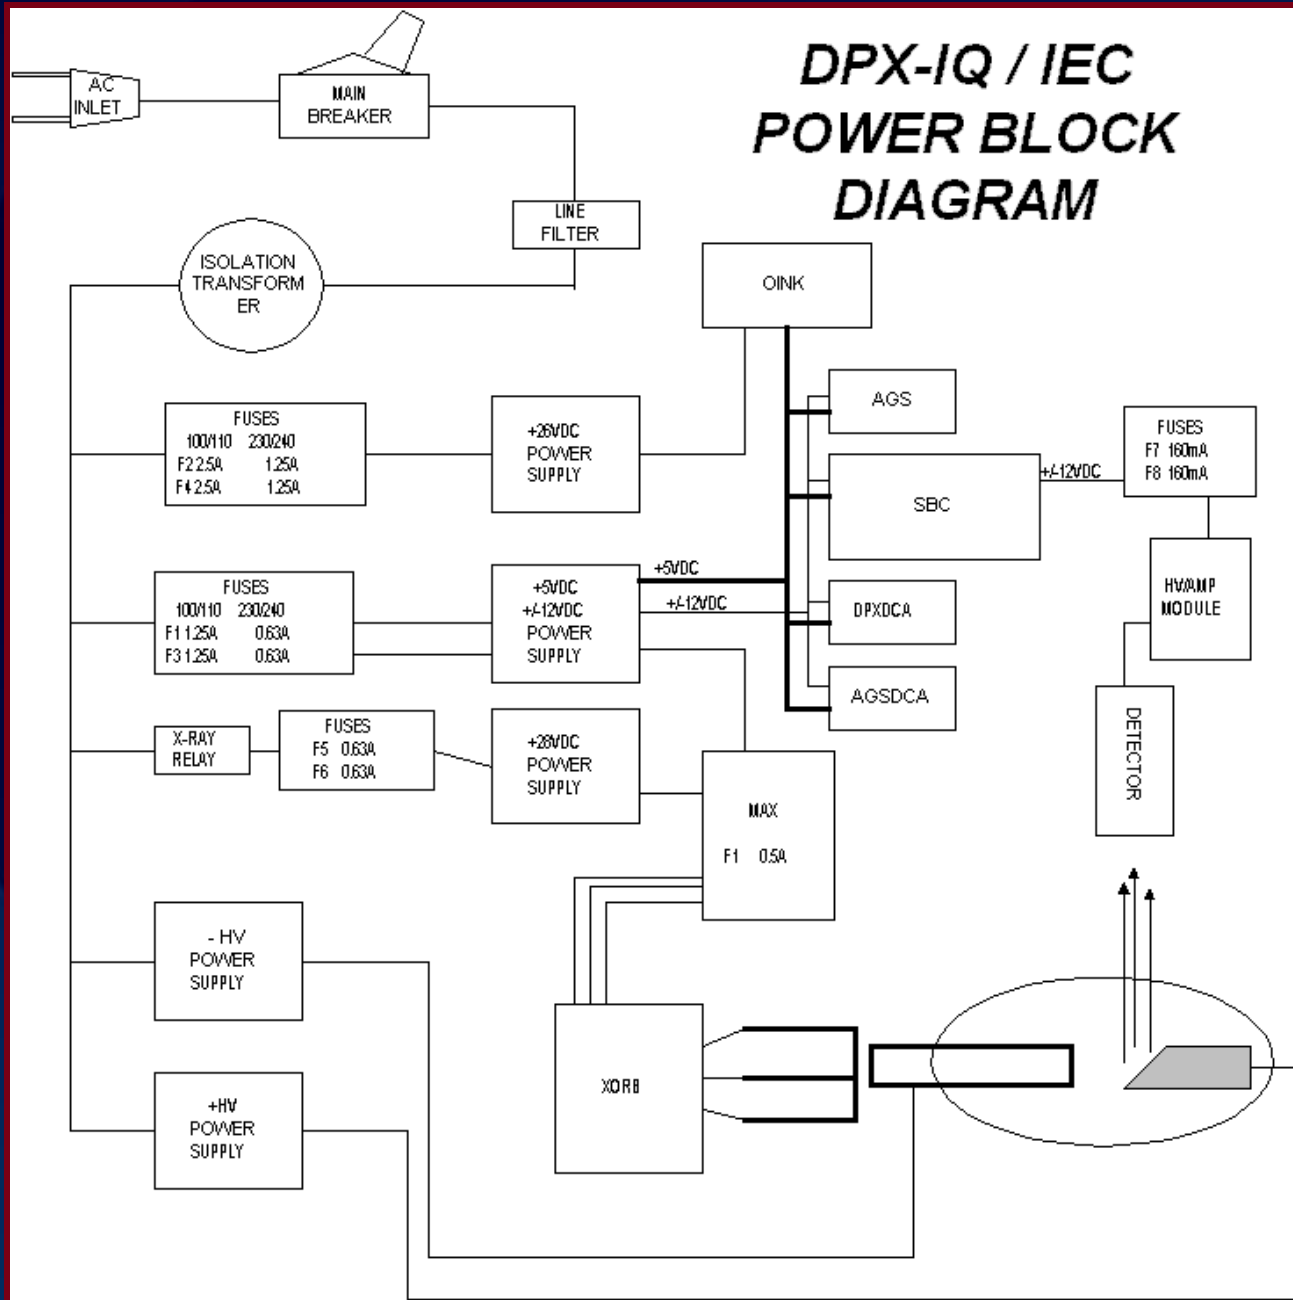 DPX-IQ / IEC
POWER BLOCK
DIAGRAM
AC
INLET
MAIN
BREAKER
LINE
FILTER
ISOLATION
TRANSFORM
ER
OINK
FUSES
100/110 230/240
F2 2.5A 1.25A
F4 2.5A 1.25A
+26VDC
POWER
SUPPLY
AGS
SBC
+/-12VDC
FUSES
F7 160mA
F8 160mA
HV/AMP
MODULE
FUSES
100/110 230/240
F1 1.25A 0.63A
F3 1.25A 0.63A
+5VDC
+/-12VDC
POWER
SUPPLY
+5VDC
+/-12VDC
DPXDCA
AGSDCA
DETECTOR
X-RAY
RELAY
FUSES
F5 0.63A
F6 0.63A
+28VDC
POWER
SUPPLY
MAX
F1 0.5A
- HV
POWER
SUPPLY
XORB
+HV
POWER
SUPPLY